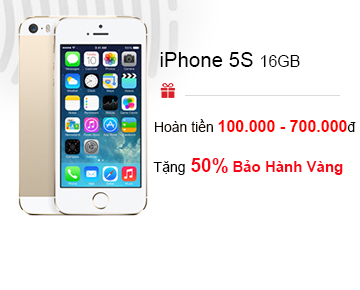 iPhone 5S 16GB
Hoàn tiền 100.000 - 700.000đ
Tặng 50% Bảo Hành Vàng